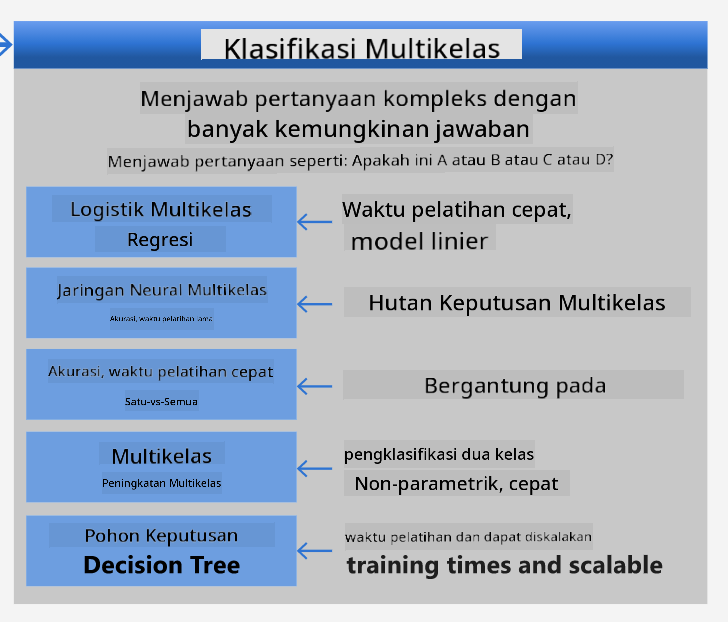 Klasifikasi Multikelas
Menjawab pertanyaan kompleks dengan
banyak kemungkinan jawaban
Menjawab pertanyaan seperti: Apakah ini A atau B atau C atau D?
Logistik Multikelas
Regresi
Waktu pelatihan cepat,
model linier
Jaringan Neural Multikelas
Akurasi, waktu pelatihan lama
Hutan Keputusan Multikelas
Akurasi, waktu pelatihan cepat
Satu-vs-Semua
Bergantung pada
Multikelas
Peningkatan Multikelas
pengklasifikasi dua kelas
Non-parametrik, cepat
Pohon Keputusan
Decision Tree
waktu pelatihan dan dapat diskalakan
training times and scalable